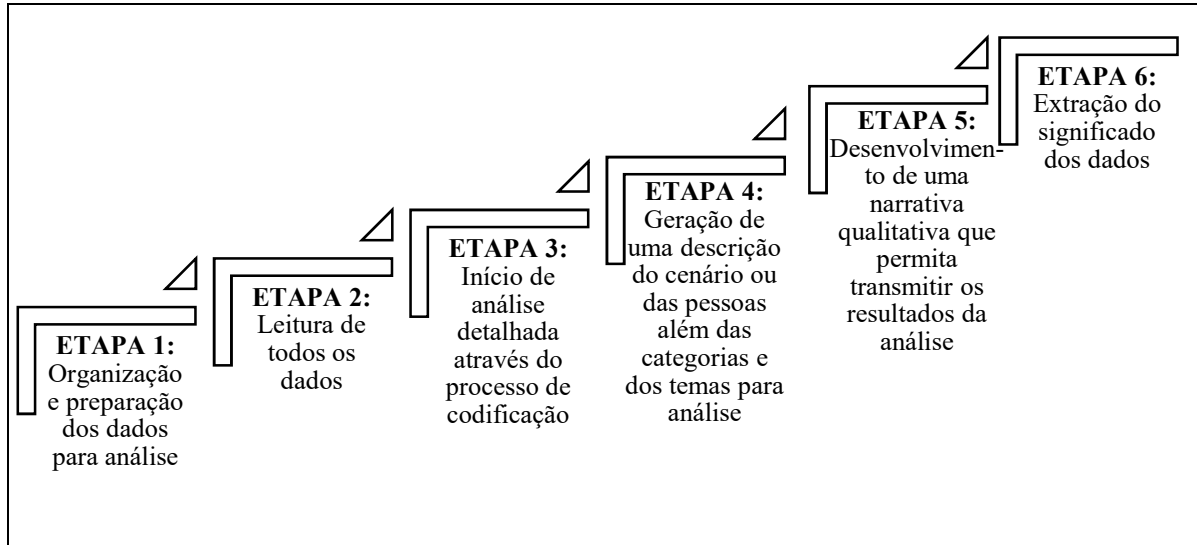 ETAPA 1:
Organização
e preparação
dos dados
para análise
ETAPA 2:
Leitura de
todos os
dados
ETAPA 3:
Início de
análise
detalhada
através do
processo de
codificação
ETAPA 4:
Geração de
uma descrição
do cenário ou
das pessoas
além das
categorias e
dos temas para
análise
ETAPA 5:
Desenvolvimen-
to de uma
narrativa
qualitativa que
permita
transmitir os
resultados da
análise
ETAPA 6:
Extração do
significado
dos dados